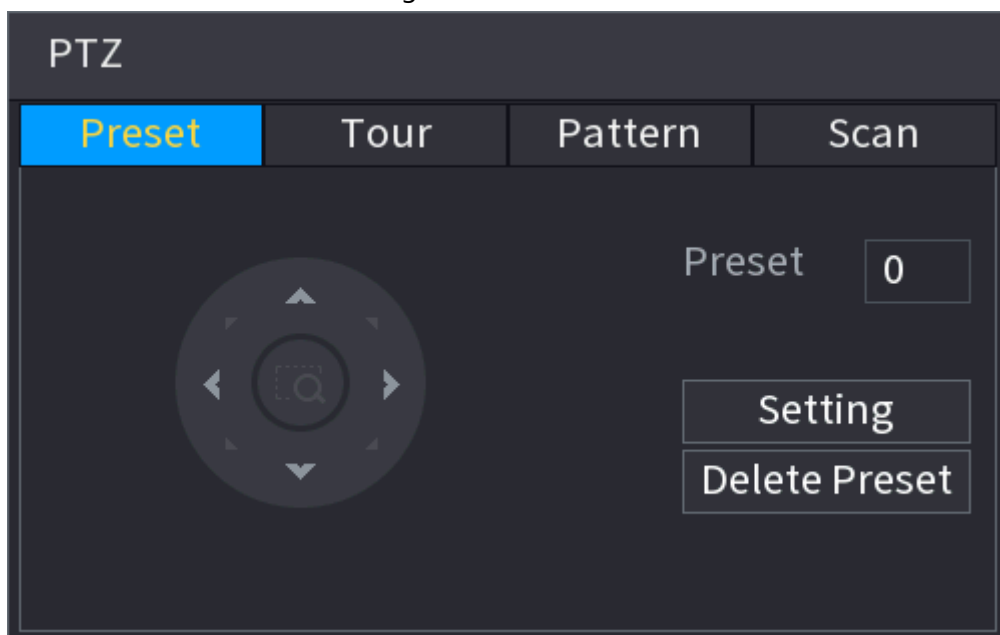 PTZ
Preset Tour Pattern Scan
Preset 0
Setting
Delete Preset